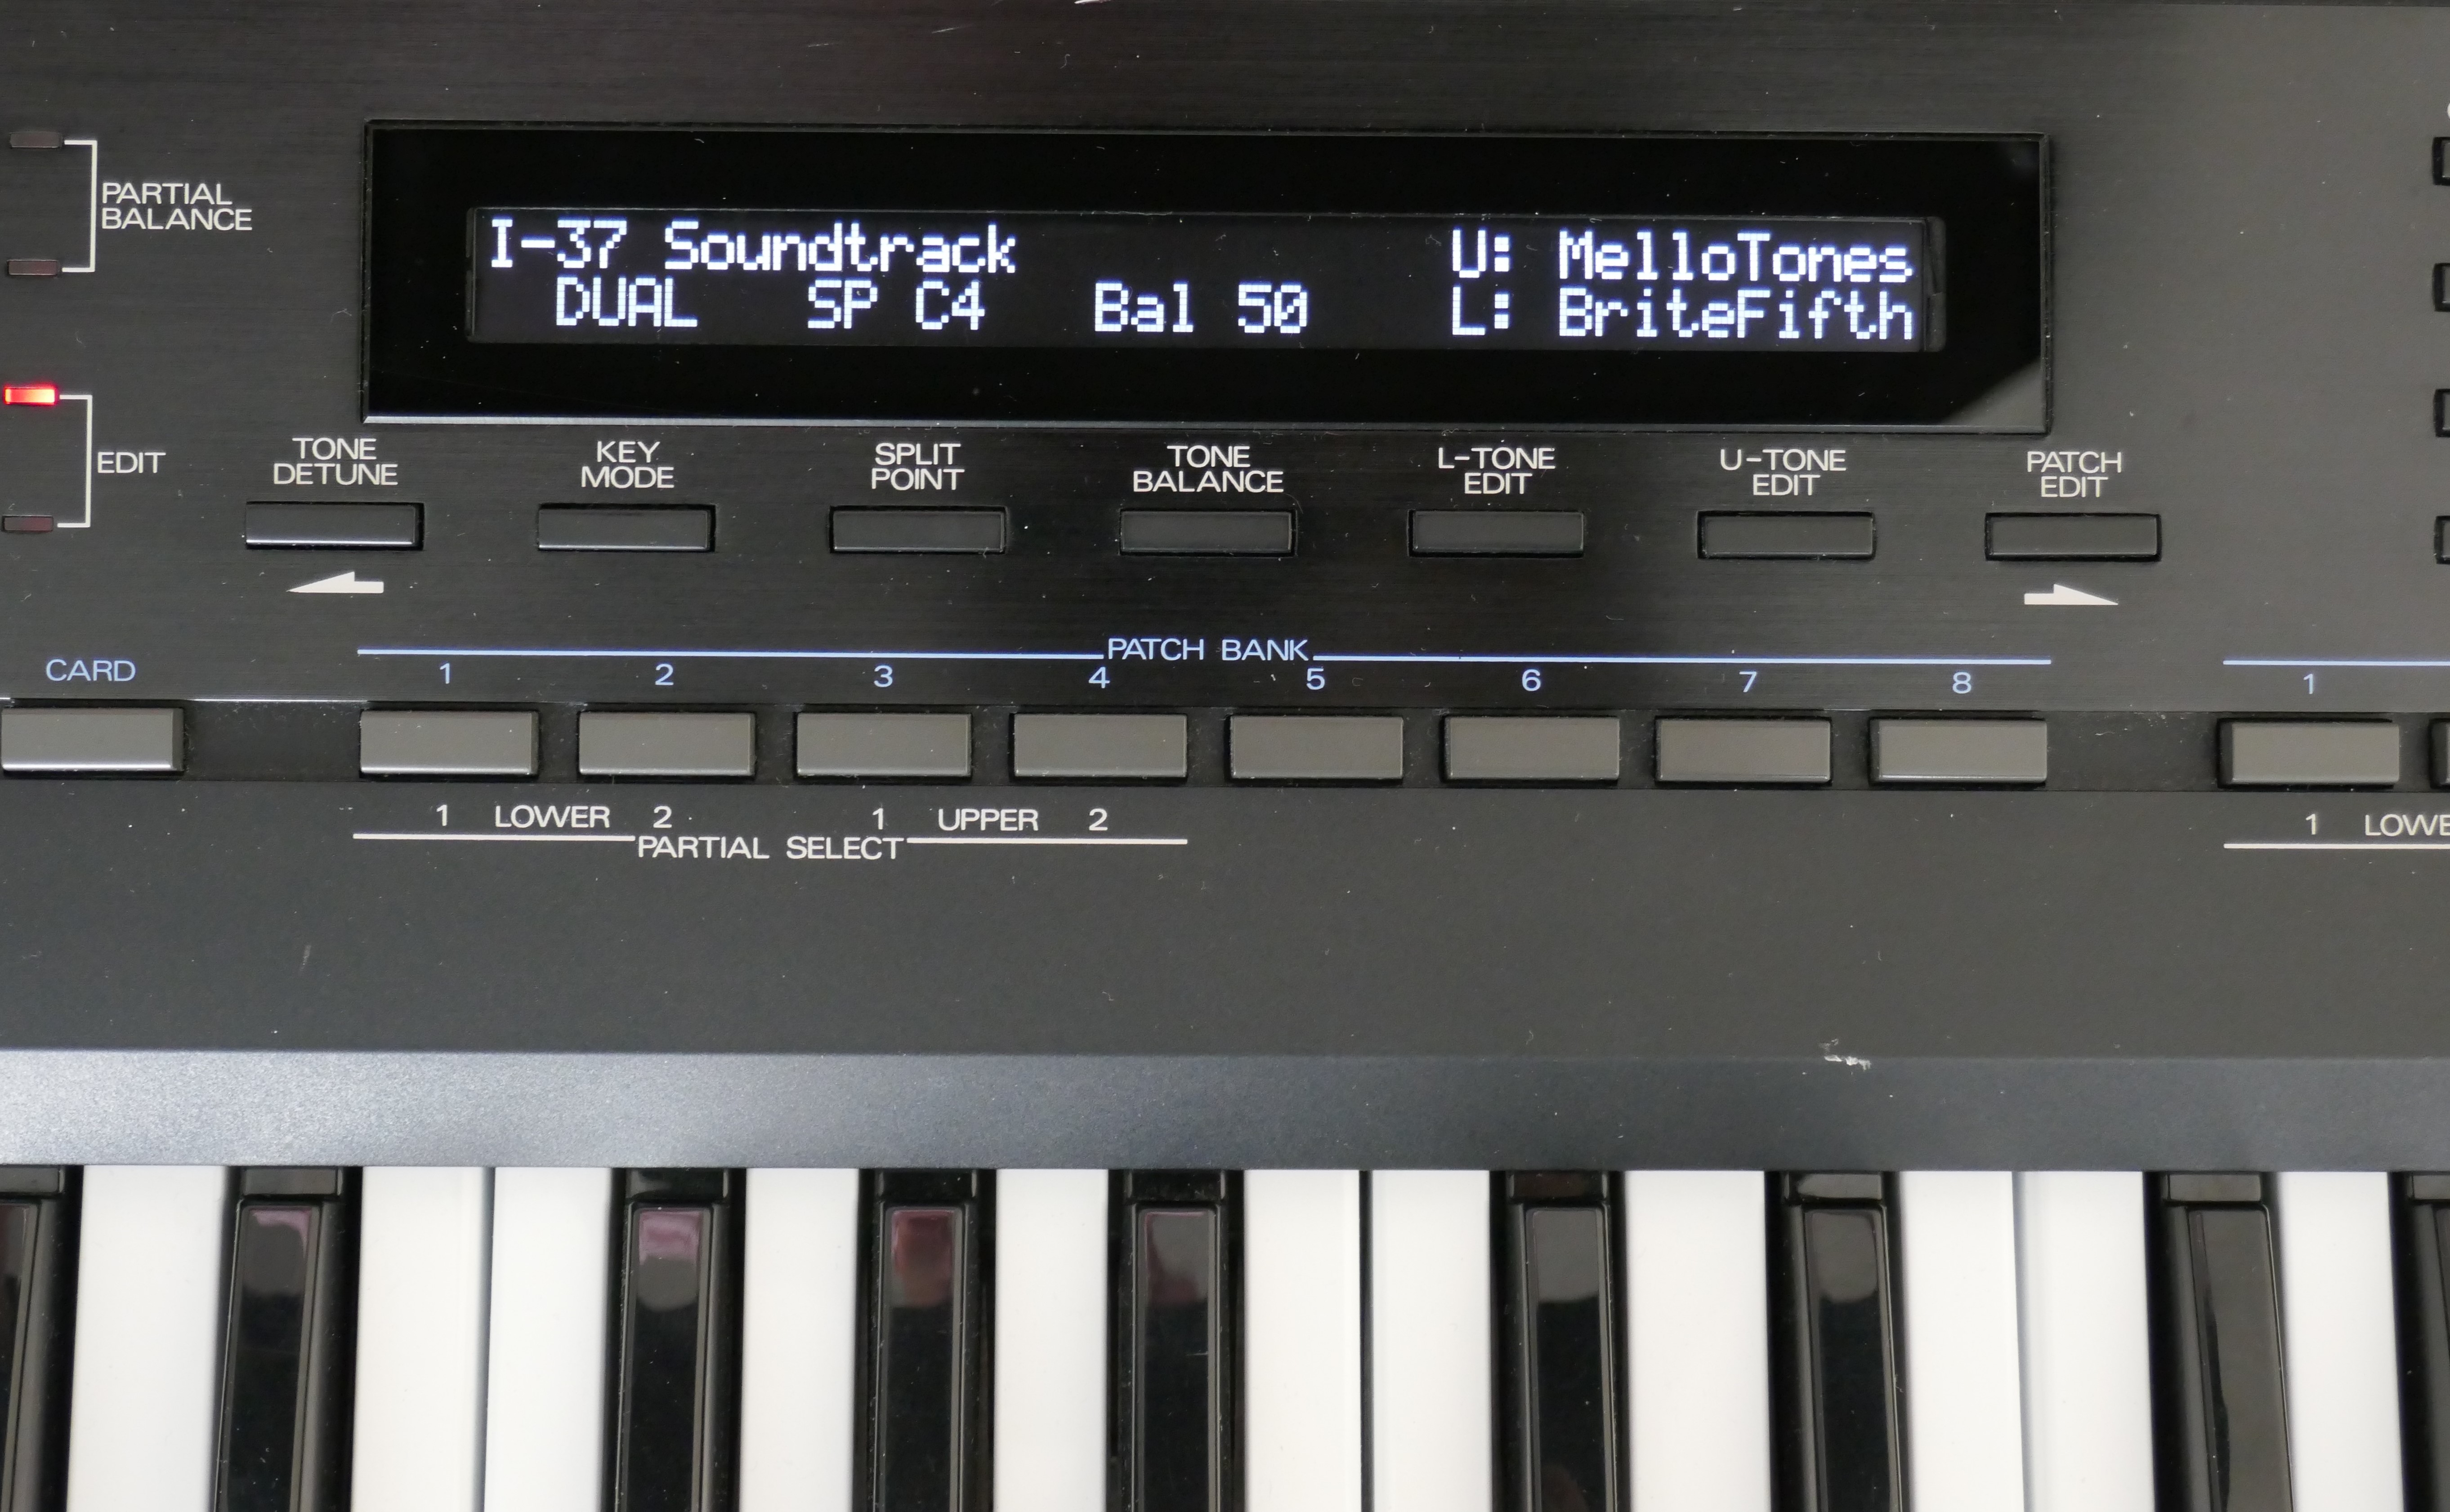 PARTIAL
BALANCE
I-37 Soundtrack U: MelloTones
DUAL SP C4 Bal 50 L: BriteFifth
EDIT
TONE
DETUNE
KEY
MODE
SPLIT
POINT
TONE
BALANCE
L-TONE
EDIT
U-TONE
EDIT
PATCH
EDIT
PATCH BANK
CARD 1 2 3 4 5 6 7 8 1
1 LOWER 2 1 UPPER 2 1
PARTIAL SELECT